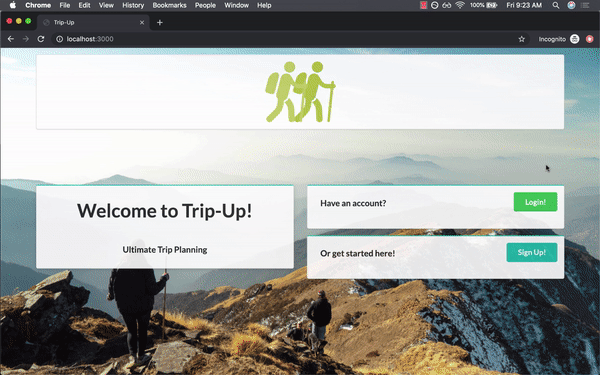 Chrome File Edit View History Bookmarks People Window Help 100% Fri 9:23 AM
Trip-Up
localhost:3000 Incognito
Welcome to Trip-Up!
Ultimate Trip Planning
Have an account? Login!
Or get started here! Sign Up!